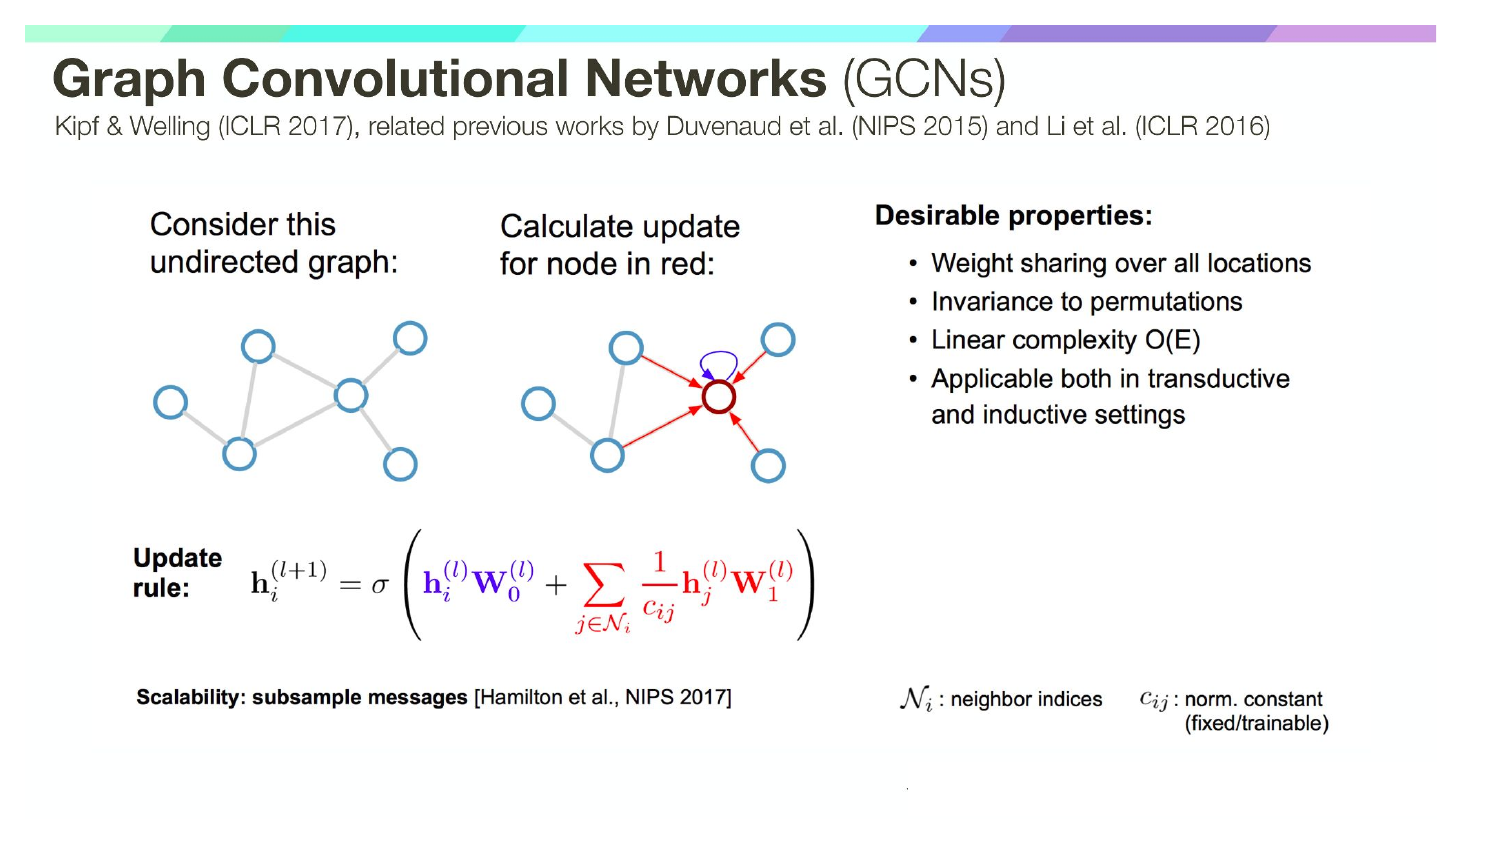 Graph Convolutional Networks (GCNs)
Kipf & Welling (ICLR 2017), related previous works by Duvenaud et al. (NIPS 2015) and Li et al. (ICLR 2016)
Consider this
undirected graph:
Calculate update
for node in red:
Desirable properties:
• Weight sharing over all locations
• Invariance to permutations
• Linear complexity O(E)
• Applicable both in transductive
and inductive settings
Update
rule:
$\mathbf{h}_i^{(l+1)} = \sigma \left( \mathbf{h}_i^{(l)} \mathbf{W}_0^{(l)} + \sum_{j \in \mathcal{N}_i} \frac{1}{c_{ij}} \mathbf{h}_j^{(l)} \mathbf{W}_1^{(l)} \right)$
Scalability: subsample messages [Hamilton et al., NIPS 2017]
$\mathcal{N}_i$ : neighbor indices
$c_{ij}$ : norm. constant
(fixed/trainable)